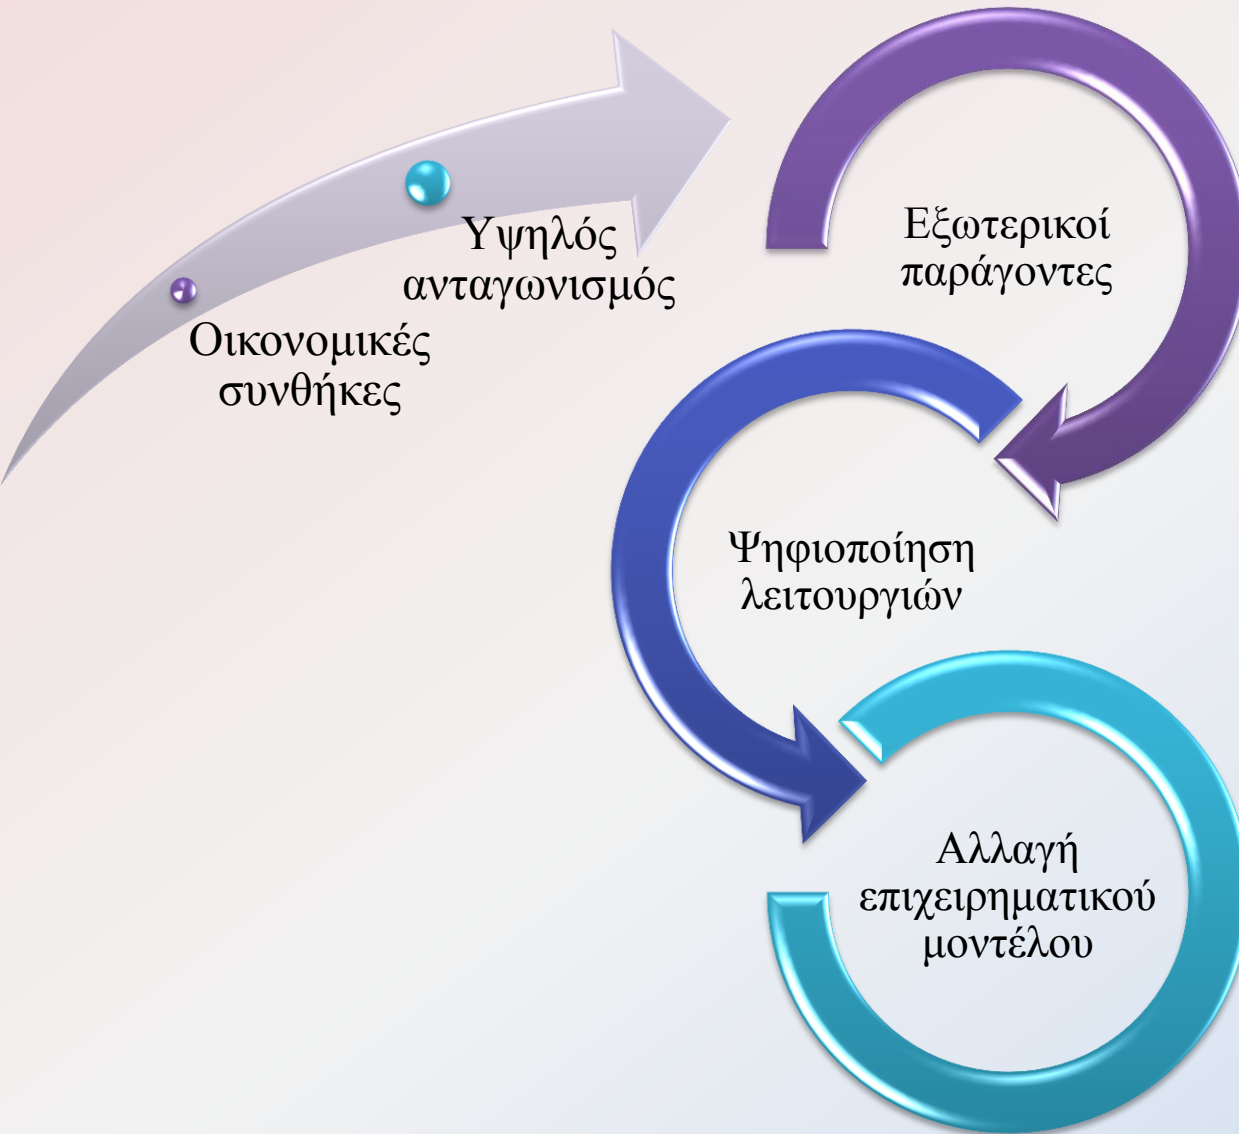 Υψηλός
ανταγωνισμός
Οικονομικές
συνθήκες
Εξωτερικοί
παράγοντες
Ψηφιοποίηση
λειτουργιών
Αλλαγή
επιχειρηματικού
μοντέλου